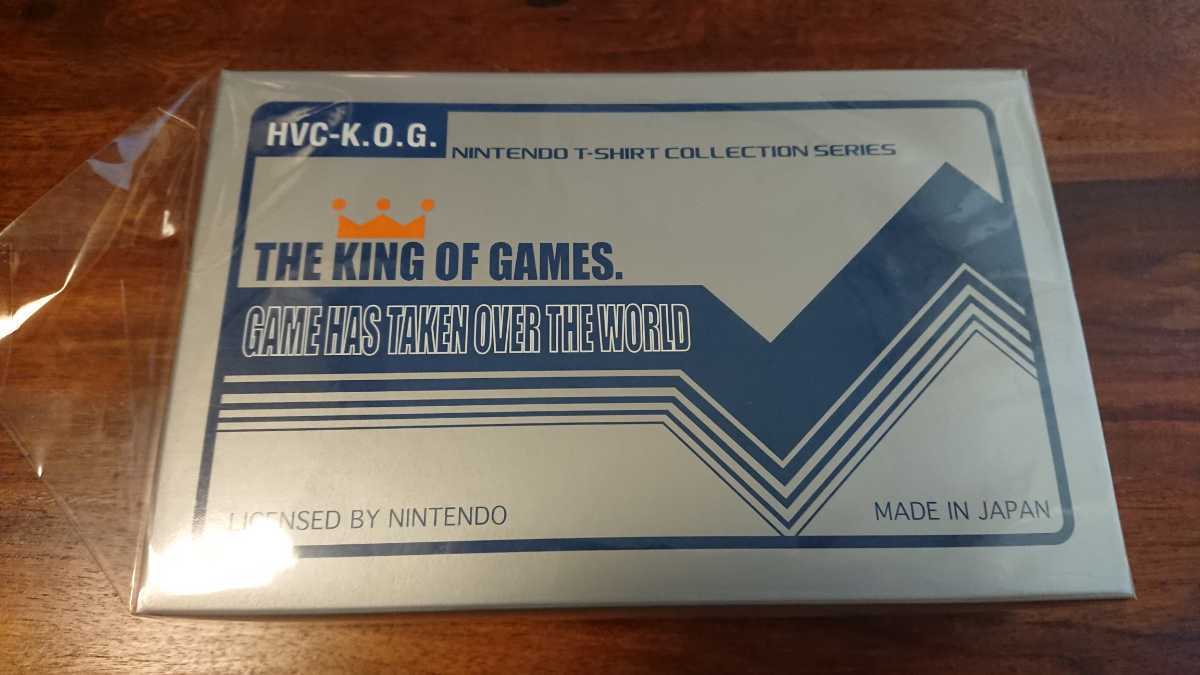 HVC-K.O.G.
NINTENDO T-SHIRT COLLECTION SERIES
THE KING OF GAMES.
GAME HAS TAKEN OVER THE WORLD
LICENSED BY NINTENDO
MADE IN JAPAN